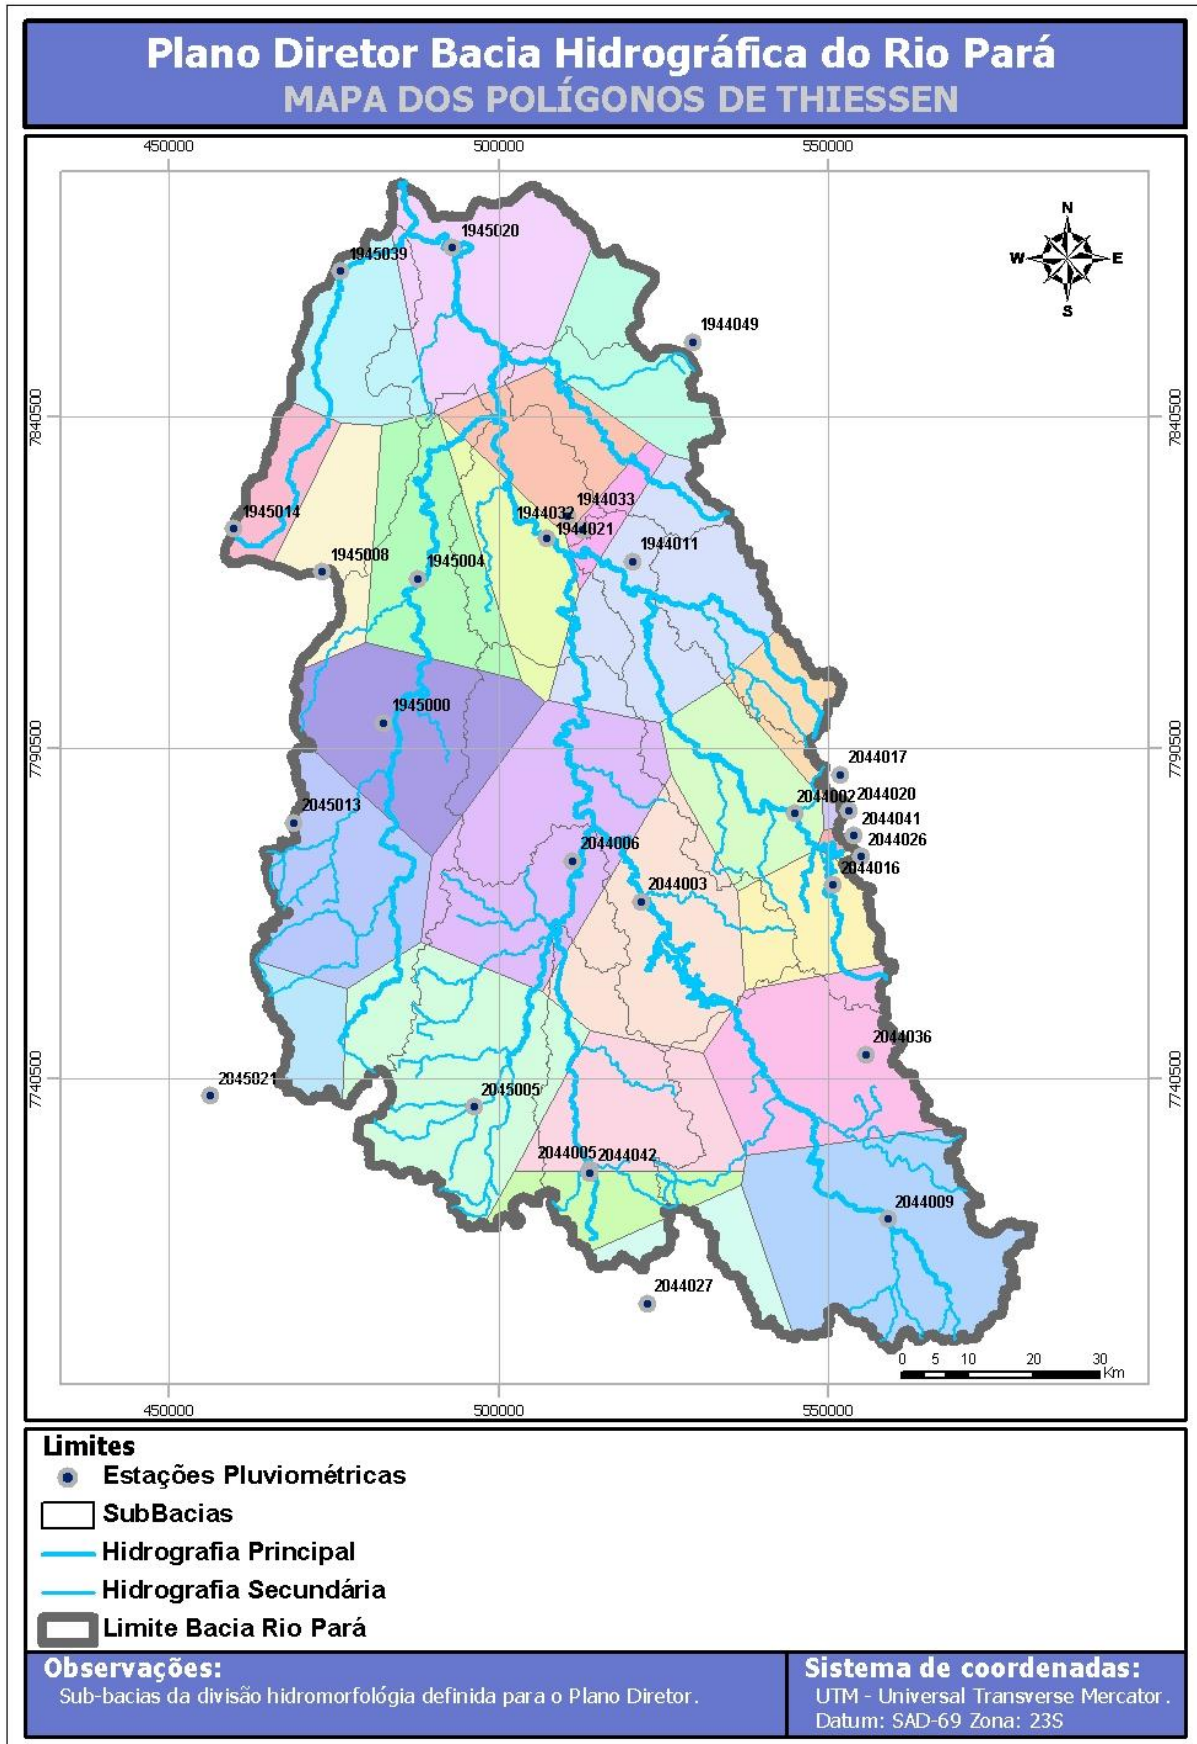 Plano Diretor Bacia Hidrográfica do Rio Pará
MAPA DOS POLÍGONOS DE THIESSEN
450000 500000 550000
N
W E
S
1945020
1945039
1944049
7840500 7840500
1944033
1944032
1945014
1944021
1944011
1945008
1945004
1945000
7790500 7790500
2044017
2045013
2044002
2044020
2044041
2044026
2044006
2044016
2044003
2044036
7740500 7740500
2045021
2045005
2044005 2044042
2044009
2044027
0 5 10 20 30
Km
450000 500000 550000
Limites
Estações Pluviométricas
SubBacias
Hidrografia Principal
Hidrografia Secundária
Limite Bacia Rio Pará
Observações:
Sub-bacias da divisão hidromorfológia definida para o Plano Diretor.
Sistema de coordenadas:
UTM - Universal Transverse Mercator.
Datum: SAD-69 Zona: 23S